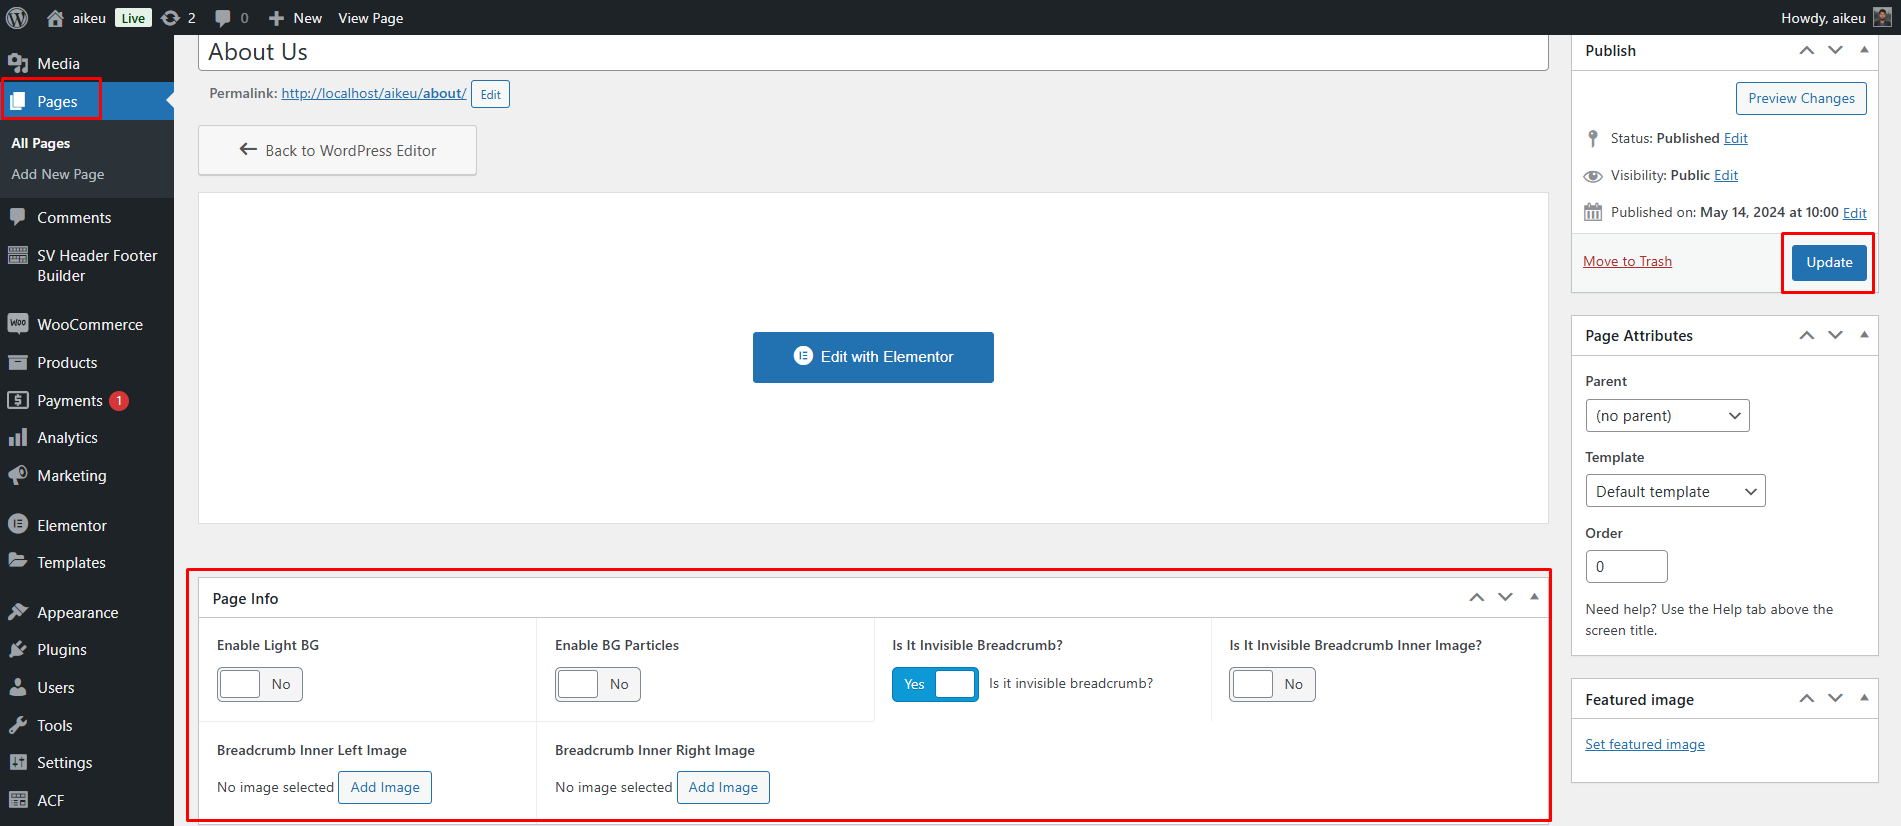 aikeu Live 2 0 New View Page Howdy, aikeu
Media
Pages
All Pages
Add New Page
Comments
SV Header Footer
Builder
Woo WooCommerce
Products
Payments 1
Analytics
Marketing
Elementor
Templates
Appearance
Plugins
Users
Tools
Settings
ACF
About Us
Permalink: http://localhost/aikeu/about/ Edit
Back to WordPress Editor
Edit with Elementor
Page Info
Enable Light BG
No
Enable BG Particles
No
Is It Invisible Breadcrumb?
Yes Is it invisible breadcrumb?
Is It Invisible Breadcrumb Inner Image?
No
Breadcrumb Inner Left Image
No image selected Add Image
Breadcrumb Inner Right Image
No image selected Add Image
Publish
Preview Changes
Status: Published Edit
Visibility: Public Edit
Published on: May 14, 2024 at 10:00 Edit
Move to Trash Update
Page Attributes
Parent
(no parent)
Template
Default template
Order
0
Need help? Use the Help tab above the
screen title.
Featured image
Set featured image